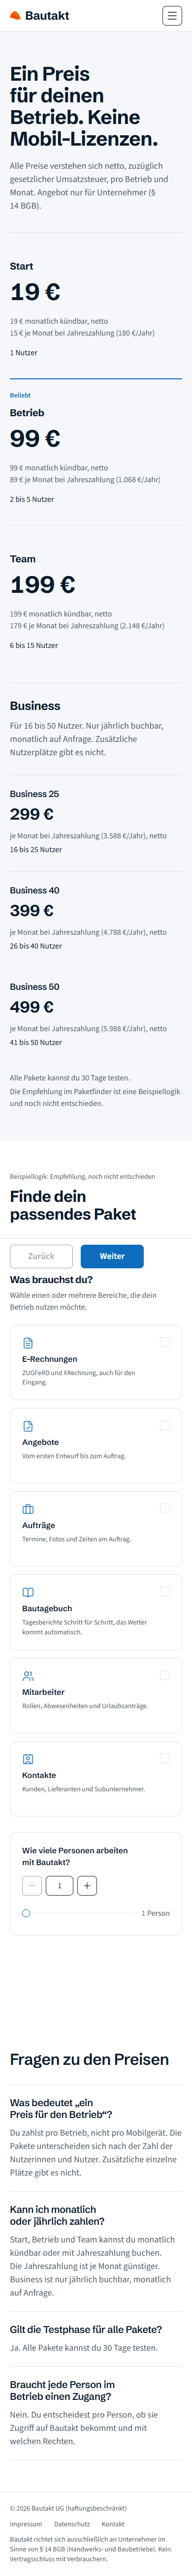 Bautakt
Ein Preis
für deinen
Betrieb. Keine
Mobil-Lizenzen.
Alle Preise verstehen sich netto, zuzüglich
gesetzlicher Umsatzsteuer, pro Betrieb und
Monat. Angebot nur für Unternehmer (§
14 BGB).
Start
19 €
19 € monatlich kündbar, netto
15 € je Monat bei Jahreszahlung (180 €/Jahr)
1 Nutzer
Beliebt
Betrieb
99 €
99 € monatlich kündbar, netto
89 € je Monat bei Jahreszahlung (1.068 €/Jahr)
2 bis 5 Nutzer
Team
199 €
199 € monatlich kündbar, netto
179 € je Monat bei Jahreszahlung (2.148 €/Jahr)
6 bis 15 Nutzer
Business
Für 16 bis 50 Nutzer. Nur jährlich buchbar,
monatlich auf Anfrage. Zusätzliche
Nutzerplätze gibt es nicht.
Business 25
299 €
je Monat bei Jahreszahlung (3.588 €/Jahr), netto
16 bis 25 Nutzer
Business 40
399 €
je Monat bei Jahreszahlung (4.788 €/Jahr), netto
26 bis 40 Nutzer
Business 50
499 €
je Monat bei Jahreszahlung (5.988 €/Jahr), netto
41 bis 50 Nutzer
Alle Pakete kannst du 30 Tage testen.
Die Empfehlung im Paketfinder ist eine Beispiellogik
und noch nicht entschieden.
Beispiellogik: Empfehlung, noch nicht entschieden
Finde dein
passendes Paket
Zurück
Weiter
Was brauchst du?
Wähle einen oder mehrere Bereiche, die dein
Betrieb nutzen möchte.
E-Rechnungen
ZUGFeRD und XRechnung, auch für den
Eingang.
Angebote
Vom ersten Entwurf bis zum Auftrag.
Aufträge
Termine, Fotos und Zeiten am Auftrag.
Bautagebuch
Tagesberichte Schritt für Schritt, das Wetter
kommt automatisch.
Mitarbeiter
Rollen, Abwesenheiten und Urlaubsanträge.
Kontakte
Kunden, Lieferanten und Subunternehmer.
Wie viele Personen arbeiten
mit Bautakt?
1
1 Person
Fragen zu den Preisen
Was bedeutet „ein
Preis für den Betrieb“?
Du zahlst pro Betrieb, nicht pro Mobilgerät. Die
Pakete unterscheiden sich nach der Zahl der
Nutzerinnen und Nutzer. Zusätzliche einzelne
Plätze gibt es nicht.
Kann ich monatlich
oder jährlich zahlen?
Start, Betrieb und Team kannst du monatlich
kündbar oder mit Jahreszahlung buchen.
Die Jahreszahlung ist je Monat günstiger.
Business ist nur jährlich buchbar, monatlich
auf Anfrage.
Gilt die Testphase für alle Pakete?
Ja. Alle Pakete kannst du 30 Tage testen.
Braucht jede Person im
Betrieb einen Zugang?
Nein. Du entscheidest pro Person, ob sie
Zugriff auf Bautakt bekommt und mit
welchen Rechten.
© 2026 Bautakt UG (haftungsbeschränkt)
Impressum Datenschutz Kontakt
Bautakt richtet sich ausschließlich an Unternehmer im
Sinne von § 14 BGB (Handwerks- und Baubetriebe). Kein
Vertragsschluss mit Verbrauchern.